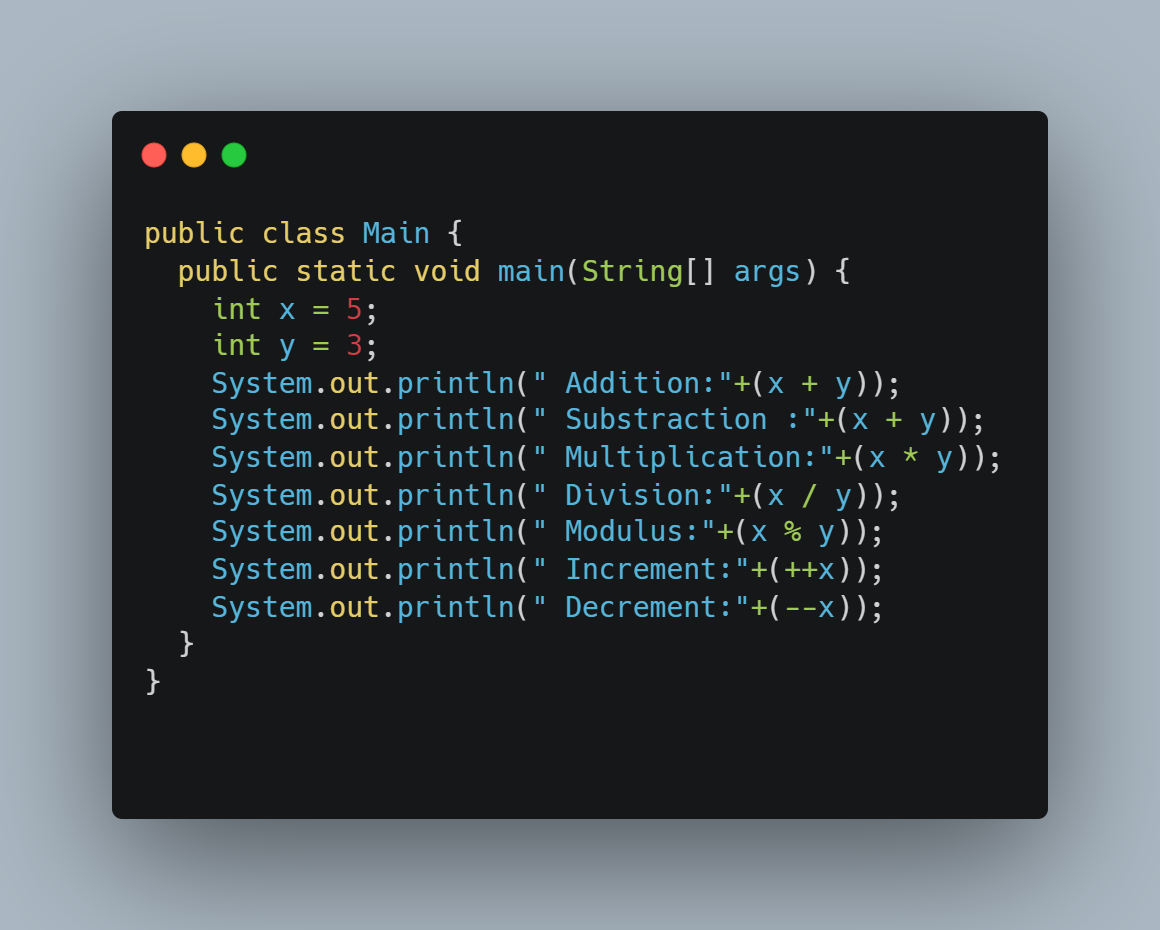 public class Main {
  public static void main(String[] args) {
    int x = 5;
    int y = 3;
    System.out.println(" Addition:"+(x + y));
    System.out.println(" Substraction :"+(x + y));
    System.out.println(" Multiplication:"+(x * y));
    System.out.println(" Division:"+(x / y));
    System.out.println(" Modulus:"+(x % y));
    System.out.println(" Increment:"+(++x));
    System.out.println(" Decrement:"+(--x));
  }
}